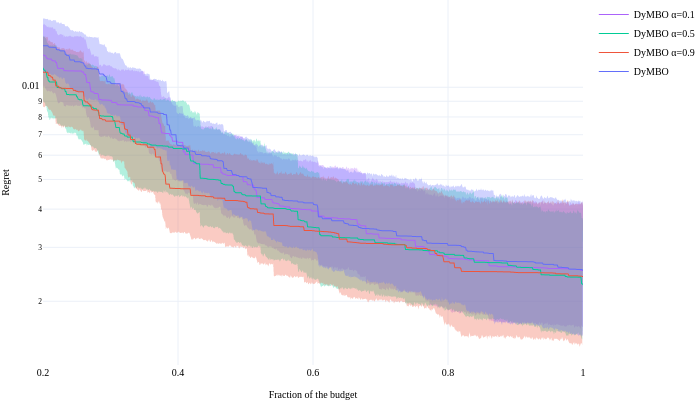 DyMBO α=0.1
DyMBO α=0.5
DyMBO α=0.9
DyMBO
0.01
9
8
7
6
5
4
3
2
Regret
0.2 0.4 0.6 0.8 1
Fraction of the budget